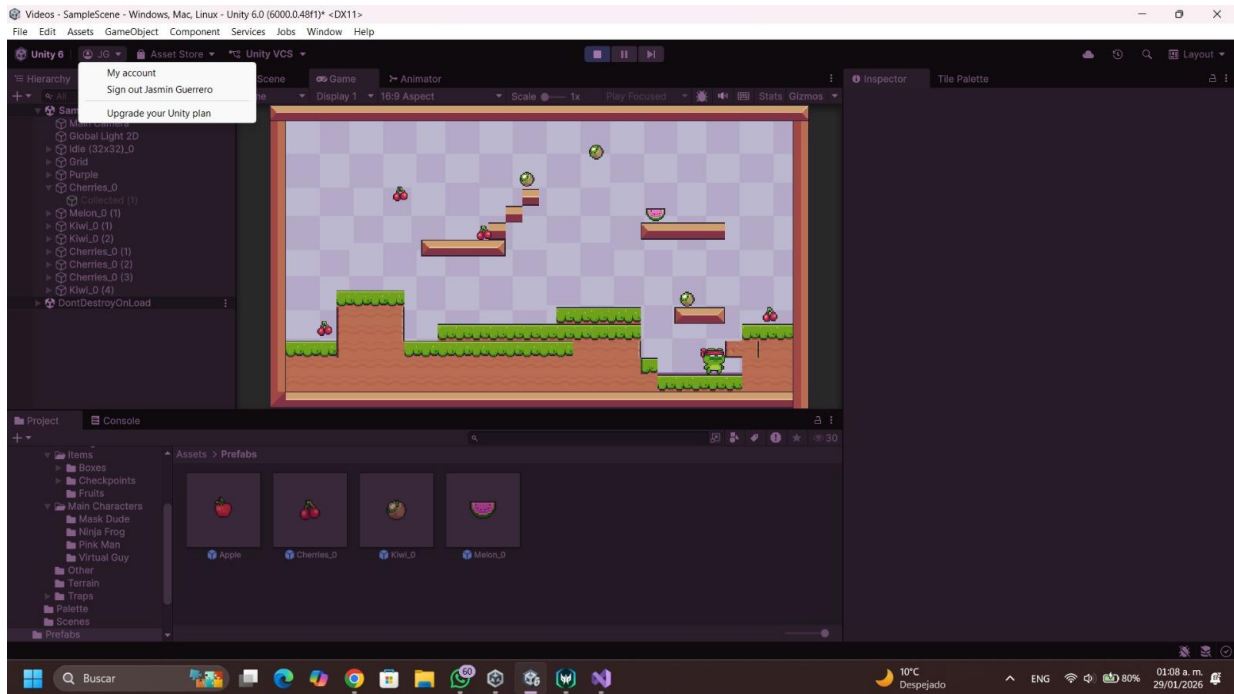 Videos - SampleScene - Windows, Mac, Linux - Unity 6.0 (6000.0.48f1)* <DX11>
File Edit Assets GameObject Component Services Jobs Window Help
Unity 6 JG Asset Store Unity VCS Layout
My account
Sign out Jasmin Guerrero
Upgrade your Unity plan
Hierarchy Scene Game Animator Inspector Tile Palette
All Display 1 16:9 Aspect Scale 1x Play Focused Stats Gizmos
Main Camera
Global Light 2D
Idle (32x32)_0
Grid
Purple
Cherries_0
Collected (1)
Melon_0 (1)
Kiwi_0 (1)
Kiwi_0 (2)
Cherries_0 (1)
Cherries_0 (2)
Cherries_0 (3)
Kiwi_0 (4)
DontDestroyOnLoad
Project Console
30
Items
Boxes
Checkpoints
Fruits
Main Characters
Mask Dude
Ninja Frog
Pink Man
Virtual Guy
Other
Terrain
Traps
Palette
Scenes
Prefabs
Assets > Prefabs
Apple Cherries_0 Kiwi_0 Melon_0
Buscar
60
10°C
Despejado
ENG
80%
01:08 a. m.
29/01/2026